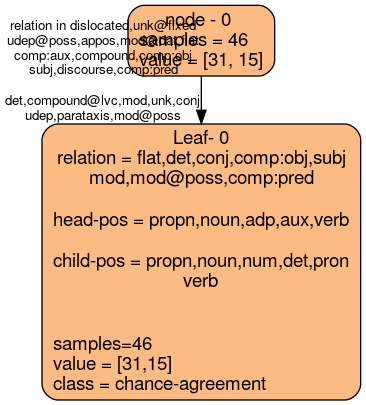 relation in dislocated,unk@fixed
udep@poss,appos,mod
comp:aux,compound,comp:obj
subj,discourse,comp:pred
node - 0
samples = 46
value = [31, 15]
det,compound@lvc,mod,unk,conj
udep,parataxis,mod@poss
Leaf- 0
relation = flat,det,conj,comp:obj,subj
mod,mod@poss,comp:pred
head-pos = propn,noun,adp,aux,verb
child-pos = propn,noun,num,det,pron
verb
samples=46
value = [31,15]
class = chance-agreement